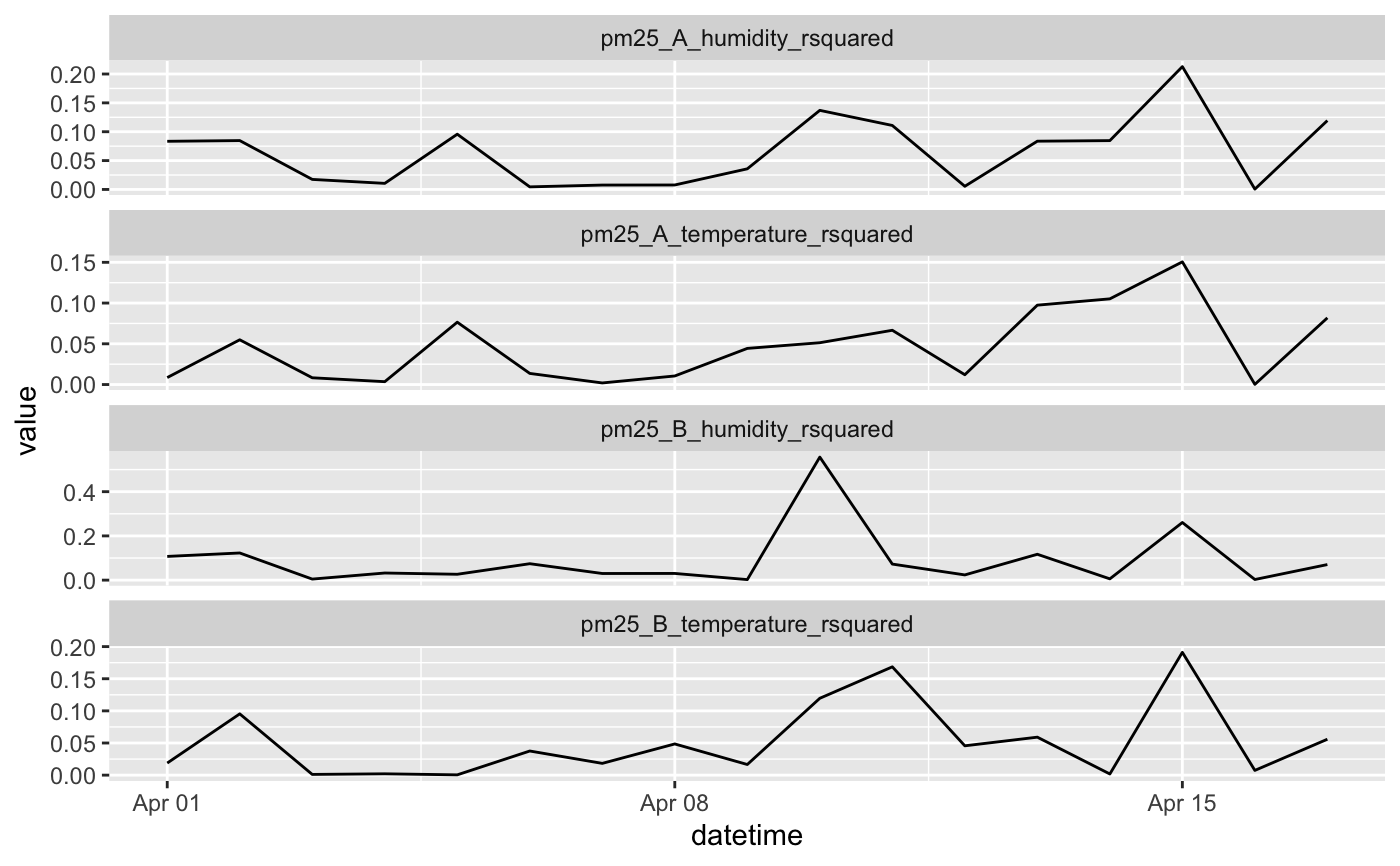 pm25_A_humidity_rsquared
0.20
0.15
0.10
0.05
0.00
pm25_A_temperature_rsquared
0.15
0.10
0.05
0.00
value
pm25_B_humidity_rsquared
0.4
0.2
0.0
pm25_B_temperature_rsquared
0.20
0.15
0.10
0.05
0.00
Apr 01 Apr 08 Apr 15
datetime